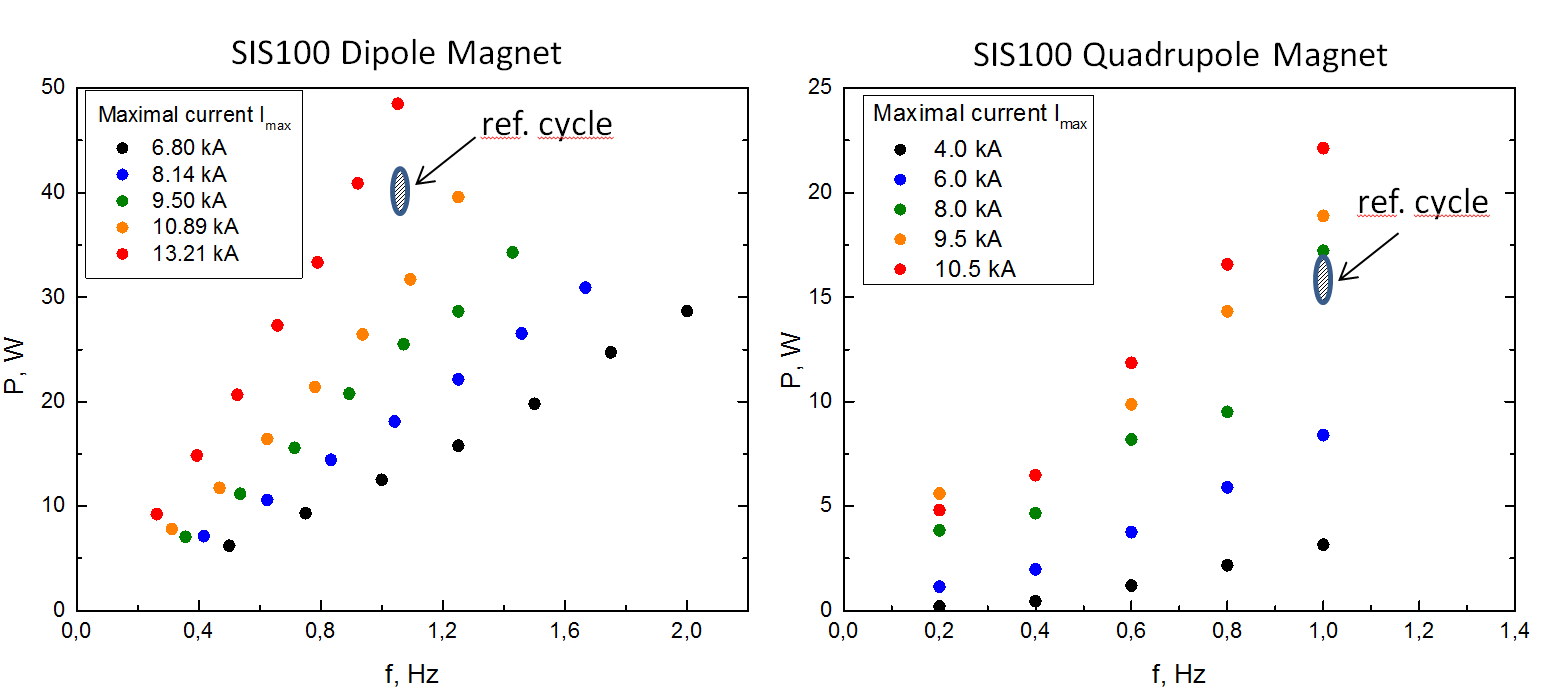 SIS100 Dipole Magnet
50
40
30
20
10
0
P, W
Maximal current Imax
6.80 kA
8.14 kA
9.50 kA
10.89 kA
13.21 kA
ref. cycle
0,0 0,4 0,8 1,2 1,6 2,0
f, Hz
SIS100 Quadrupole Magnet
25
20
15
10
5
0
P, W
Maximal current Imax
4.0 kA
6.0 kA
8.0 kA
9.5 kA
10.5 kA
ref. cycle
0,0 0,2 0,4 0,6 0,8 1,0 1,2 1,4
f, Hz